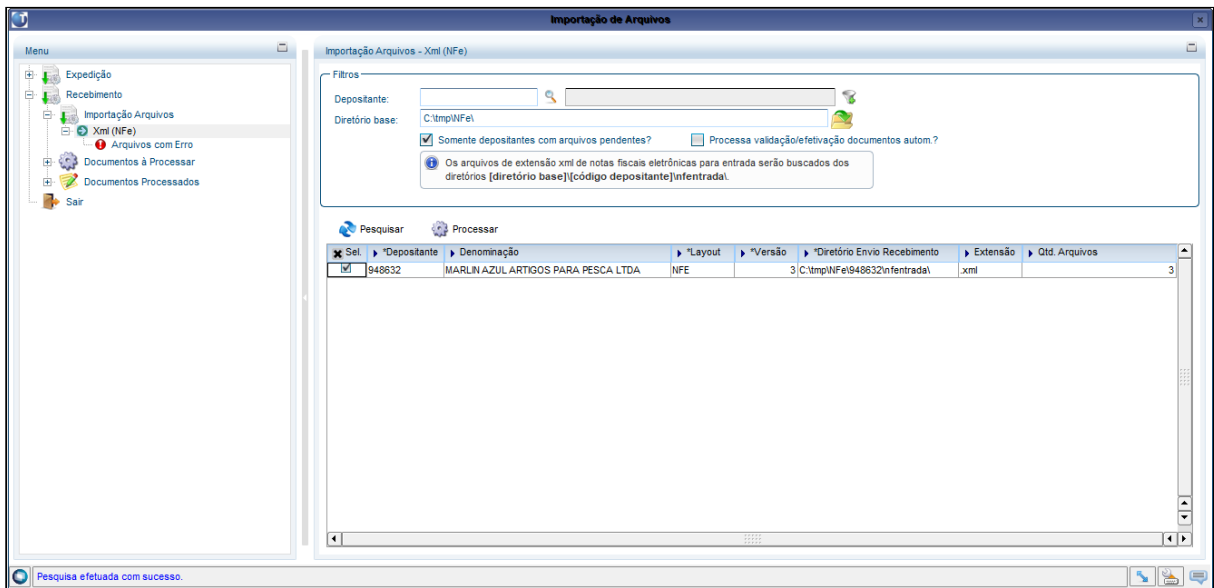 Importação de Arquivos
Menu
Expedição
Recebimento
Importação Arquivos
Xml (NFe)
Arquivos com Erro
Documentos à Processar
Documentos Processados
Sair
Importação Arquivos - Xml (NFe)
Filtros
Depositante:
Diretório base: C:\tmp\NFe\
Somente depositantes com arquivos pendentes? Processa validação/efetivação documentos autom.?
Os arquivos de extensão xml de notas fiscais eletrônicas para entrada serão buscados dos
diretórios [diretório base]\[código depositante]\nfentrada\.
Pesquisar Processar
Sel. *Depositante Denominação *Layout *Versão *Diretório Envio Recebimento Extensão Qtd. Arquivos
948632 MARLIN AZUL ARTIGOS PARA PESCA LTDA NFE 3 C:\tmp\NFe\948632\nfentrada\ .xml 3
Pesquisa efetuada com sucesso.